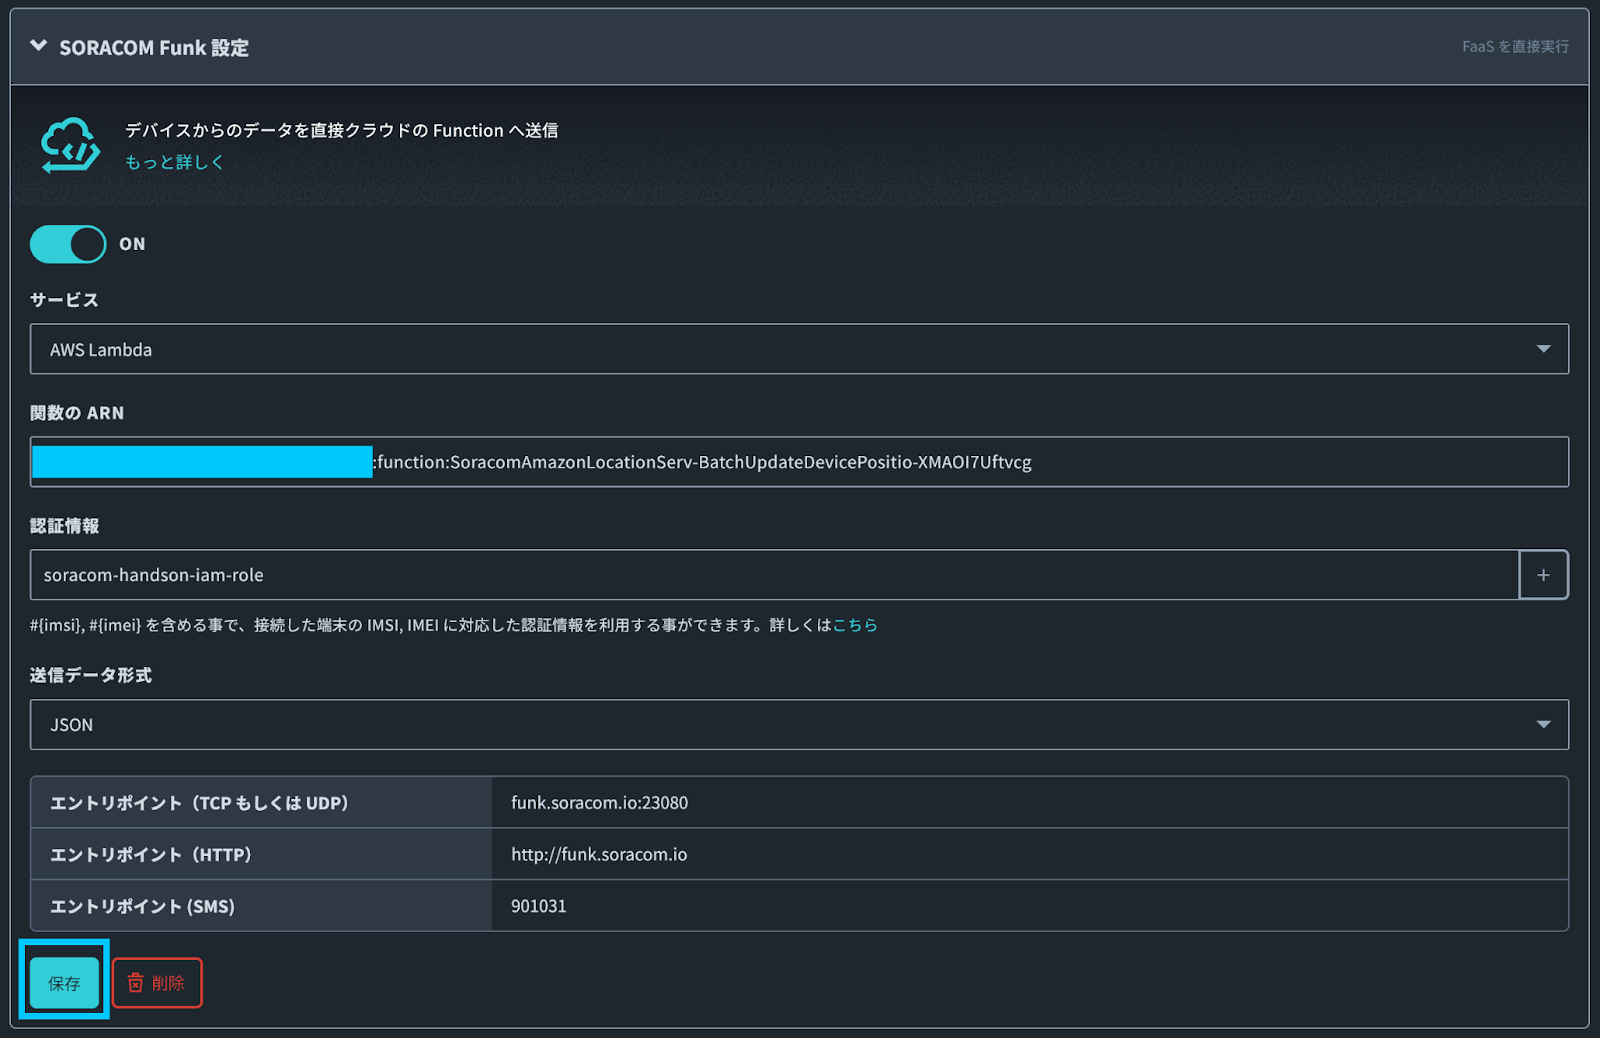 SORACOM Funk 設定
FaaS を直接実行
デバイスからのデータを直接クラウドの Function へ送信
もっと詳しく
ON
サービス
AWS Lambda
関数の ARN
:function:SoracomAmazonLocationServ-BatchUpdateDevicePositio-XMAOI7Uftvcg
認証情報
soracom-handson-iam-role
+
#{imsi}, #{imei} を含める事で、接続した端末の IMSI, IMEI に対応した認証情報を利用する事ができます。詳しくはこちら
送信データ形式
JSON
エントリポイント（TCP もしくは UDP） funk.soracom.io:23080
エントリポイント（HTTP） http://funk.soracom.io
エントリポイント (SMS) 901031
保存
削除